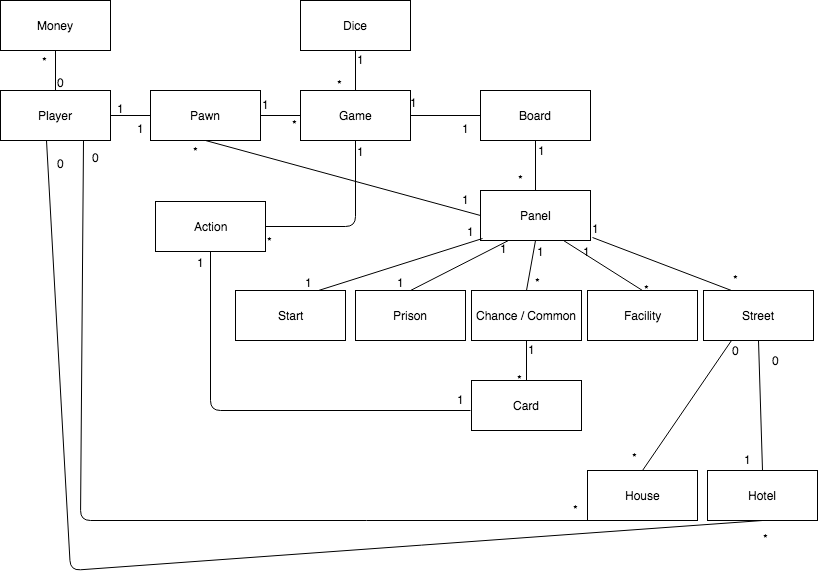 Money
Dice
*
0
1
*
Player
1
1
Pawn
1
*
Game
1
1
Board
0
0
*
1
1
*
Action
*
1
Panel
1
1
1
1
1
1
1
1
*
*
*
Start
Prison
Chance / Common
Facility
Street
1
*
0
0
1
Card
*
1
House
Hotel
*
*